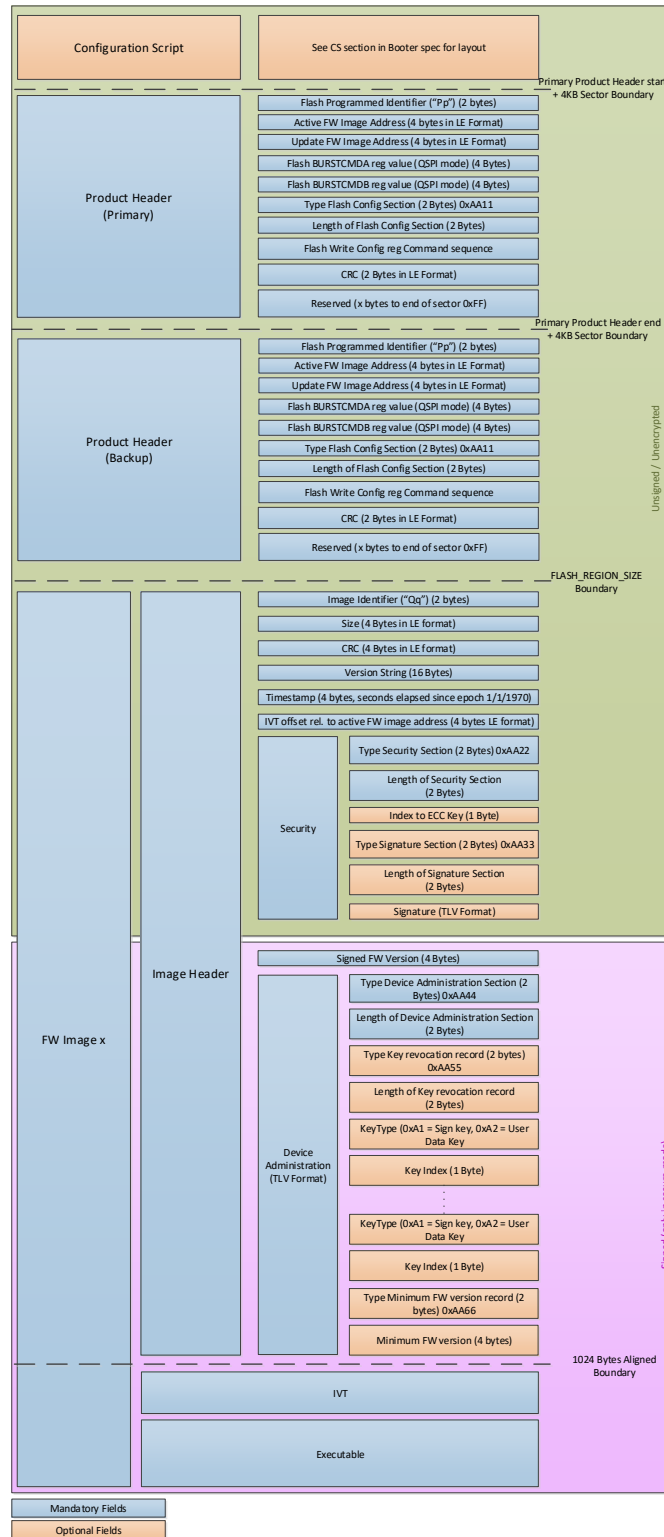 Configuration Script
See CS section in Booter spec for layout
Primary Product Header start
+ 4KB Sector Boundary
Product Header
(Primary)
Flash Programmed Identifier (“Pp”) (2 bytes)
Active FW Image Address (4 bytes in LE Format)
Update FW Image Address (4 bytes in LE Format)
Flash BURSTCMDA reg value (QSPI mode) (4 Bytes)
Flash BURSTCMDB reg value (QSPI mode) (4 Bytes)
Type Flash Config Section (2 Bytes) 0xAA11
Length of Flash Config Section (2 Bytes)
Flash Write Config reg Command sequence
CRC (2 Bytes in LE Format)
Reserved (x bytes to end of sector 0xFF)
Primary Product Header end
+ 4KB Sector Boundary
Product Header
(Backup)
Flash Programmed Identifier (“Pp”) (2 bytes)
Active FW Image Address (4 bytes in LE Format)
Update FW Image Address (4 bytes in LE Format)
Flash BURSTCMDA reg value (QSPI mode) (4 Bytes)
Flash BURSTCMDB reg value (QSPI mode) (4 Bytes)
Type Flash Config Section (2 Bytes) 0xAA11
Length of Flash Config Section (2 Bytes)
Flash Write Config reg Command sequence
CRC (2 Bytes in LE Format)
Reserved (x bytes to end of sector 0xFF)
Unsigned / Unencrypted
FLASH_REGION_SIZE
Boundary
FW Image x
Image Header
Image Identifier (“Qq”) (2 bytes)
Size (4 Bytes in LE format)
CRC (4 Bytes in LE format)
Version String (16 Bytes)
Timestamp (4 bytes, seconds elapsed since epoch 1/1/1970)
IVT offset rel. to active FW image address (4 bytes LE format)
Security
Type Security Section (2 Bytes) 0xAA22
Length of Security Section
(2 Bytes)
Index to ECC Key (1 Byte)
Type Signature Section (2 Bytes) 0xAA33
Length of Signature Section
(2 Bytes)
Signature (TLV Format)
Signed FW Version (4 Bytes)
Device
Administration
(TLV Format)
Type Device Administration Section (2
Bytes) 0xAA44
Length of Device Administration Section
(2 Bytes)
Type Key revocation record (2 bytes)
0xAA55
Length of Key revocation record
(2 Bytes)
KeyType (0xA1 = Sign key, 0xA2 = User
Data Key
Key Index (1 Byte)
KeyType (0xA1 = Sign key, 0xA2 = User
Data Key
Key Index (1 Byte)
Type Minimum FW version record (2
bytes) 0xAA66
Minimum FW version (4 bytes)
1024 Bytes Aligned
Boundary
IVT
Executable
Mandatory Fields
Optional Fields